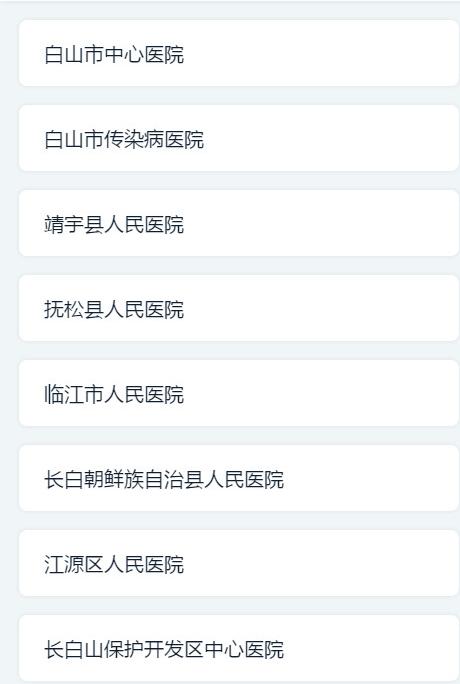 白山市中心医院
白山市传染病医院
靖宇县人民医院
抚松县人民医院
临江市人民医院
长白朝鲜族自治县人民医院
江源区人民医院
长白山保护开发区中心医院